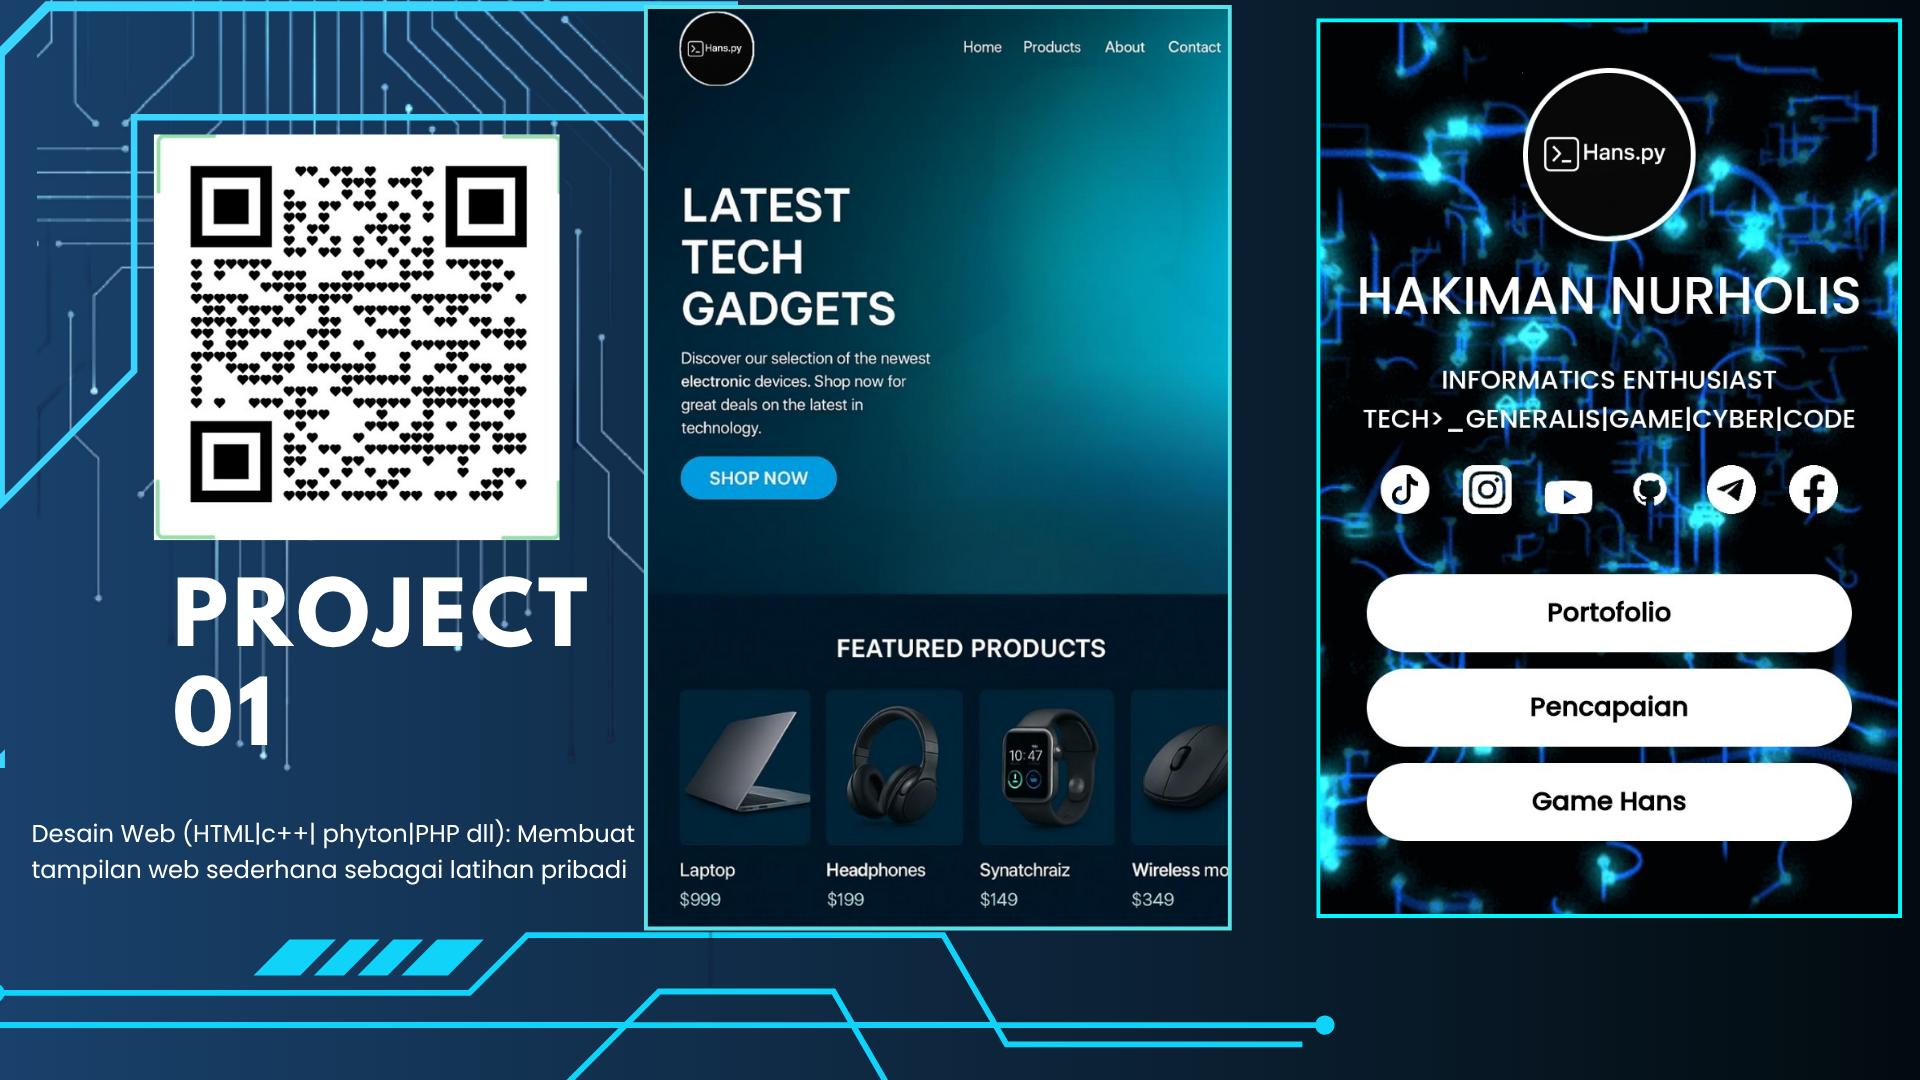 PROJECT
01
Desain Web (HTML|c++| phyton|PHP dll): Membuat
tampilan web sederhana sebagai latihan pribadi
Hans.py
Home Products About Contact
LATEST
TECH
GADGETS
Discover our selection of the newest
electronic devices. Shop now for
great deals on the latest in
technology.
SHOP NOW
FEATURED PRODUCTS
10:47
Laptop Headphones Synatchraiz Wireless mo
$999 $199 $149 $349
Hans.py
HAKIMAN NURHOLIS
INFORMATICS ENTHUSIAST
TECH>_GENERALIS|GAME|CYBER|CODE
Portofolio
Pencapaian
Game Hans